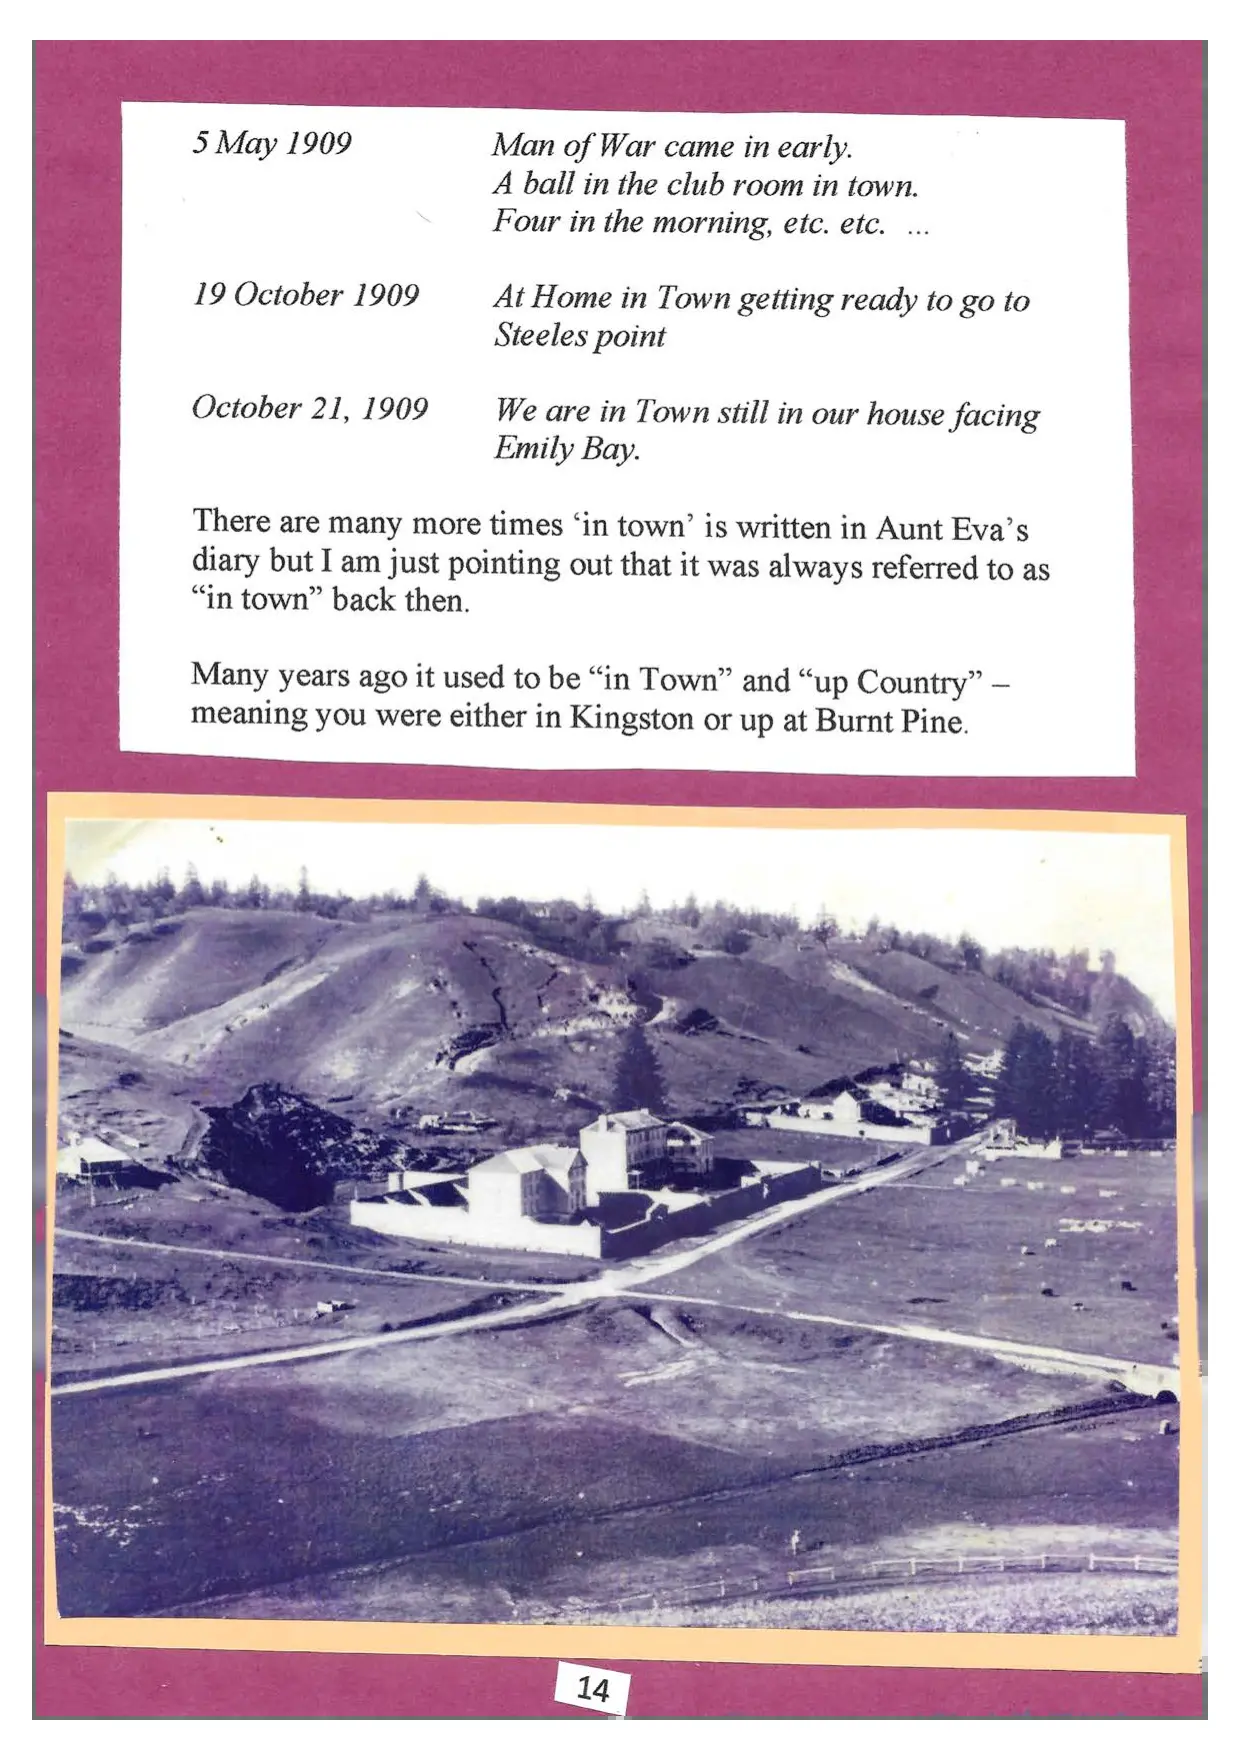 5 May 1909 Man of War came in early.
A ball in the club room in town.
Four in the morning, etc. etc. ...
19 October 1909 At Home in Town getting ready to go to
Steeles point
October 21, 1909 We are in Town still in our house facing
Emily Bay.
There are many more times ‘in town’ is written in Aunt Eva’s
diary but I am just pointing out that it was always referred to as
“in town” back then.
Many years ago it used to be “in Town” and “up Country” –
meaning you were either in Kingston or up at Burnt Pine.
14